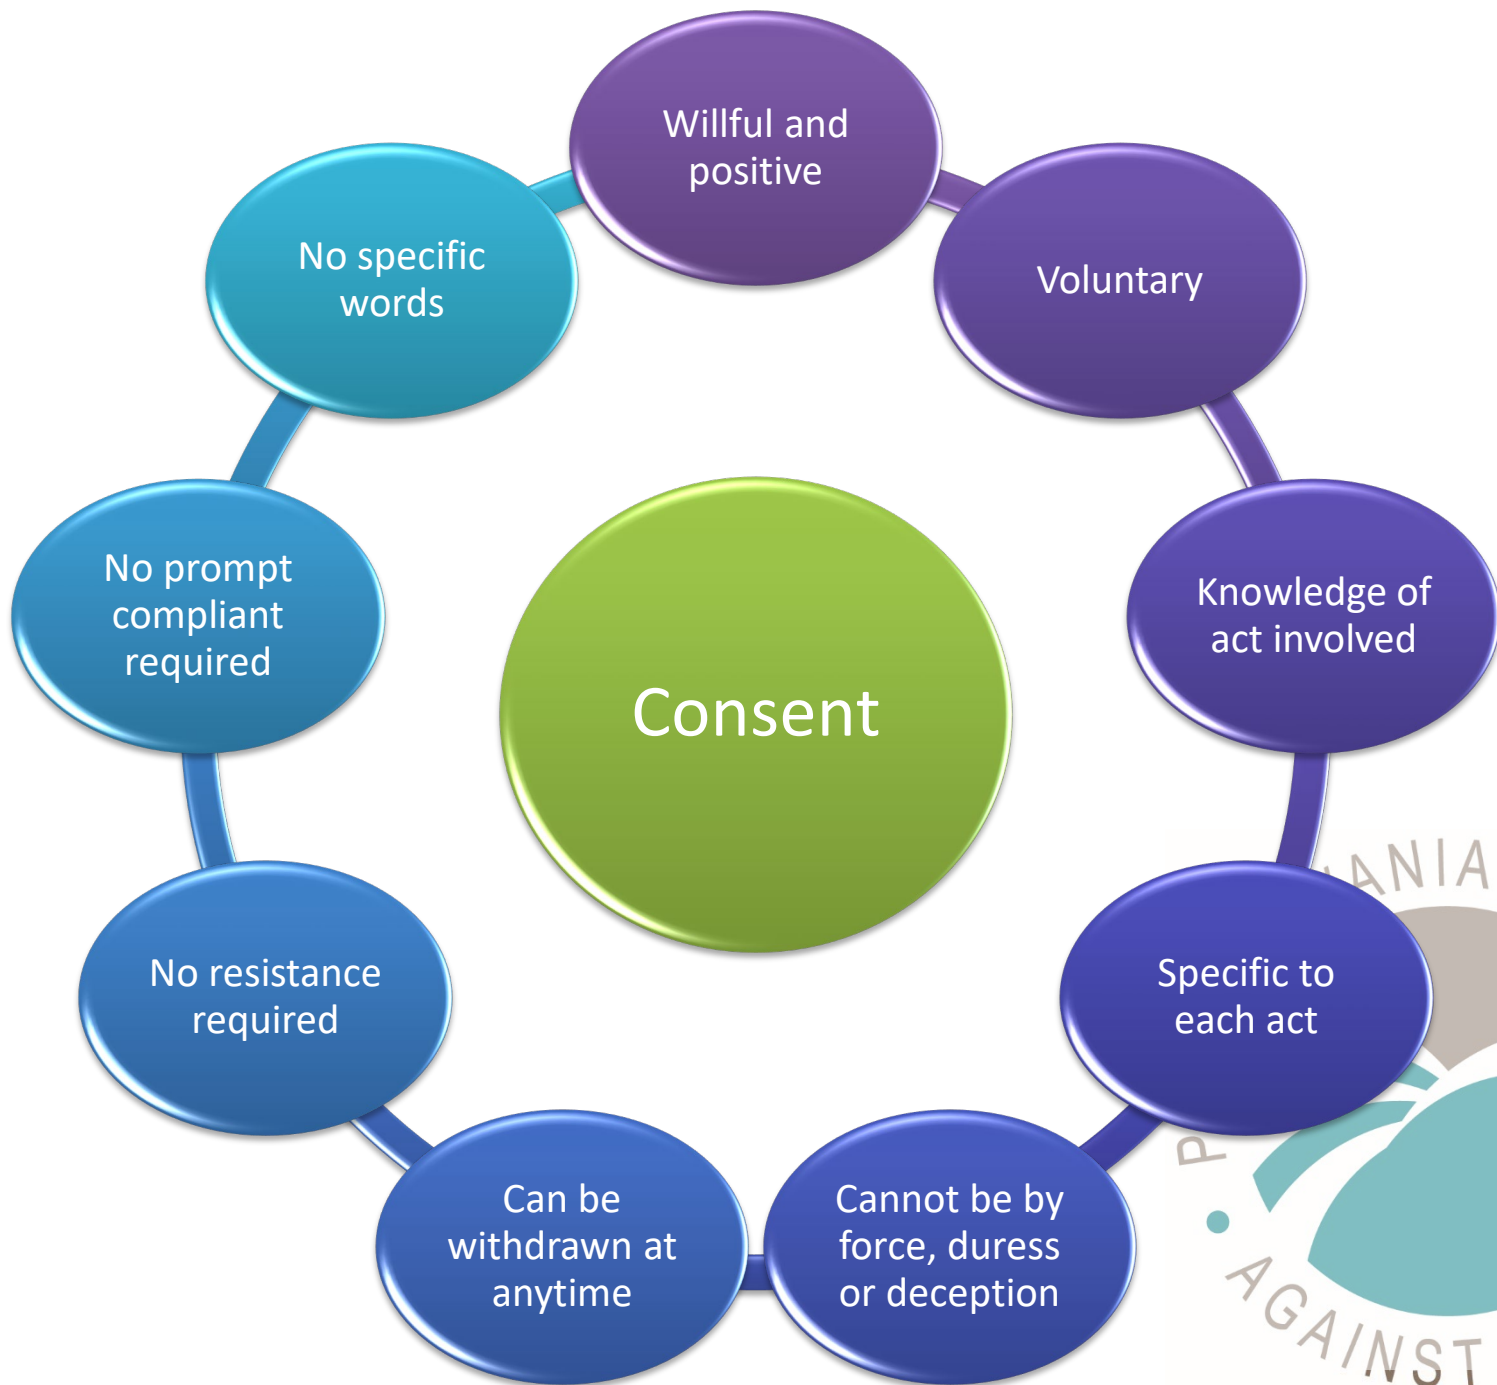 Willful and
positive
Voluntary
Knowledge of
act involved
Specific to
each act
Cannot be by
force, duress
or deception
Can be
withdrawn at
anytime
No resistance
required
No prompt
compliant
required
No specific
words
Consent
AGAINST